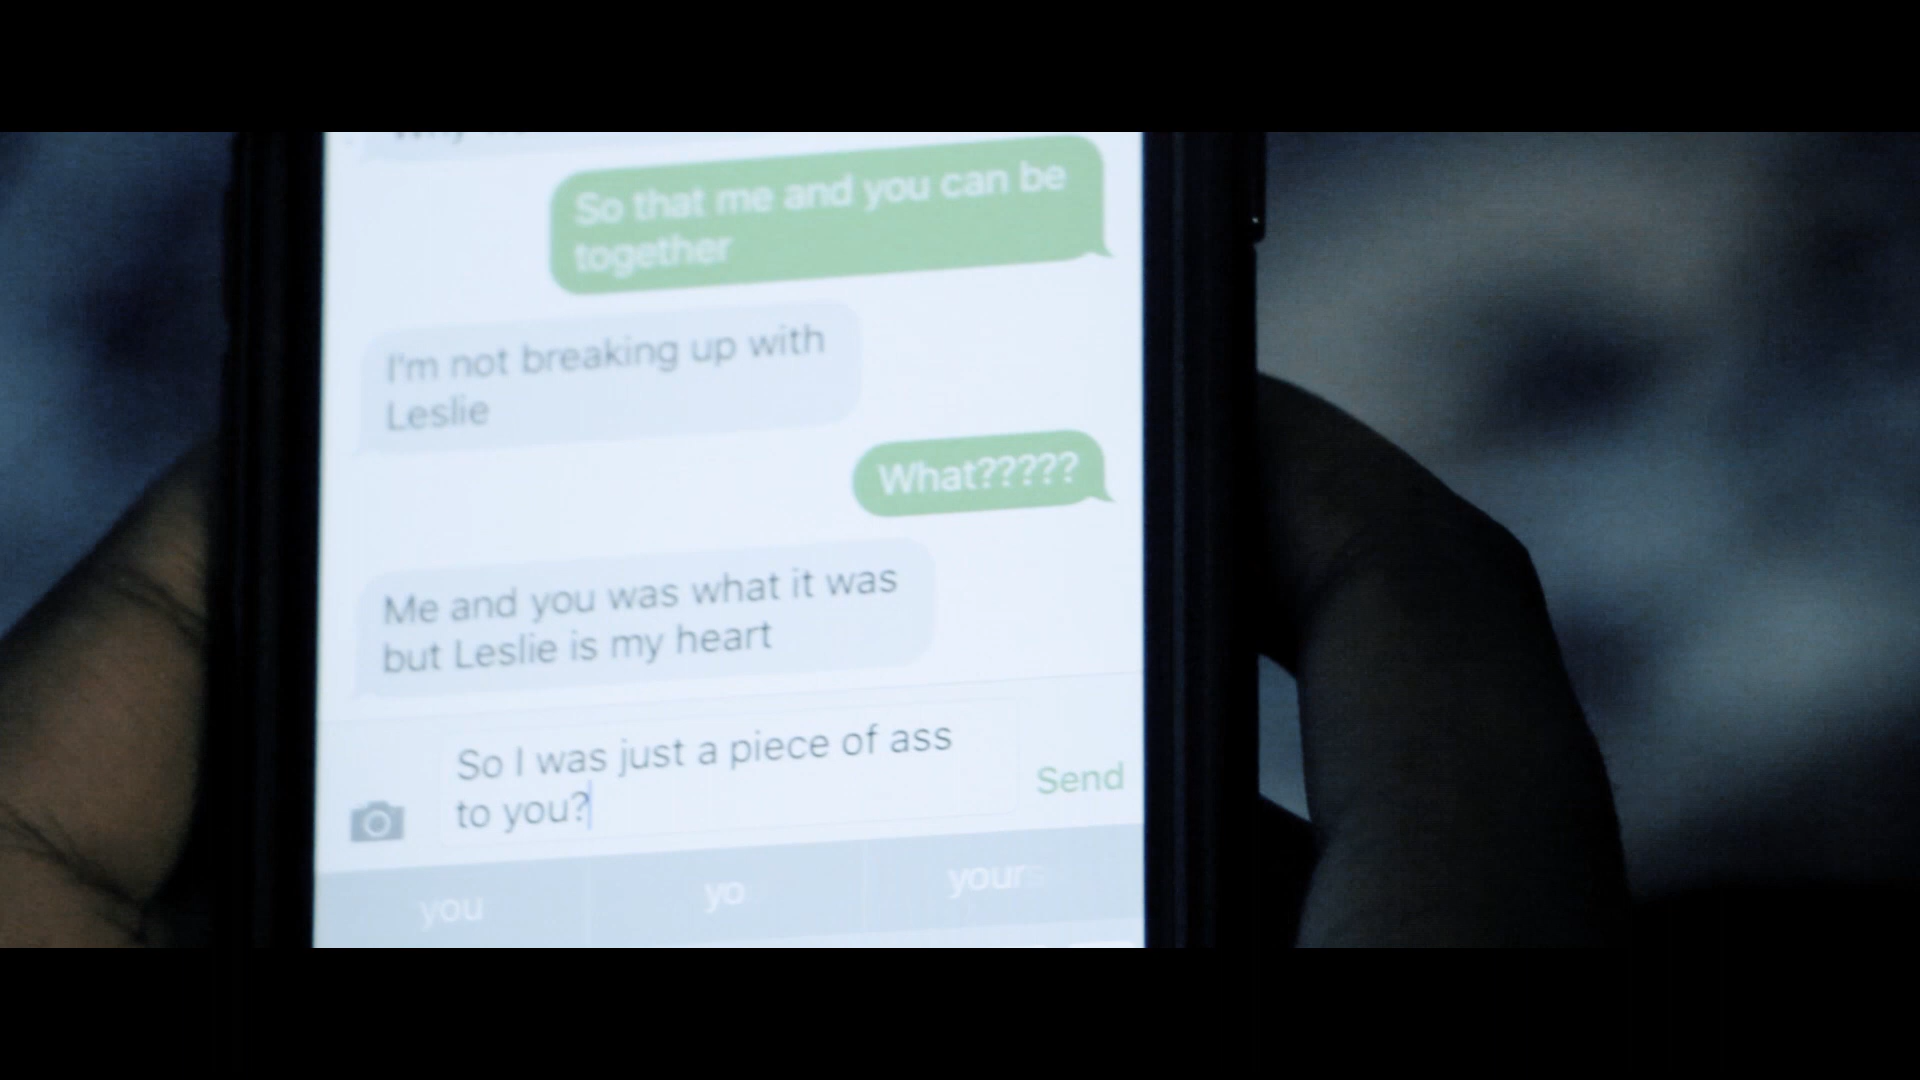 So that me and you can be
together
I'm not breaking up with
Leslie
What?????
Me and you was what it was
but Leslie is my heart
So I was just a piece of ass
to you?
Send
you
yo
yours